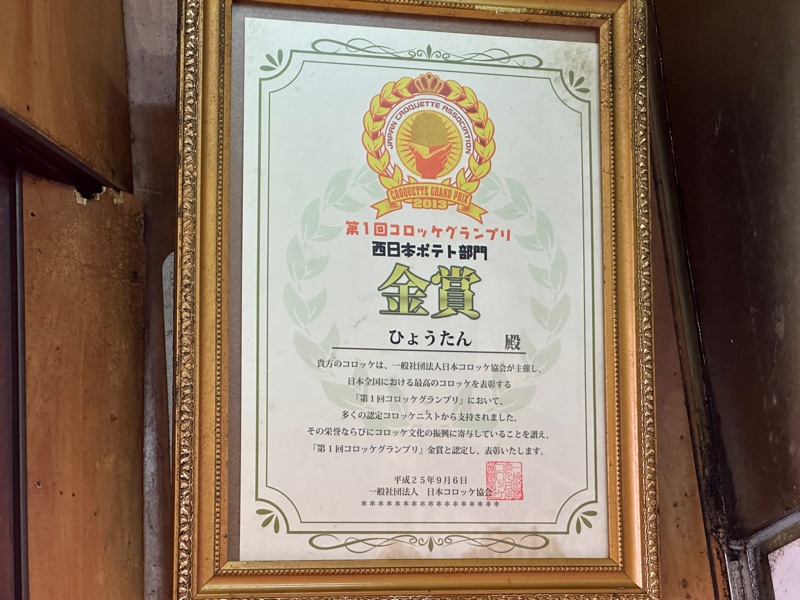 JAPAN CROQUETTE ASSOCIATION
CROQUETTE GRAND PRIX
2013
第1回コロッケグランプリ
西日本ポテト部門
金賞
ひょうたん 殿
貴方のコロッケは、一般社団法人日本コロッケ協会が主催し、
日本全国における最高のコロッケを表彰する
「第1回コロッケグランプリ」において、
多くの認定コロッケニストから支持されました。
その栄誉ならびにコロッケ文化の振興に寄与していることを讃え、
「第1回コロッケグランプリ」金賞と認定し、表彰いたします。
平成25年9月6日
一般社団法人 日本コロッケ協会
*****************